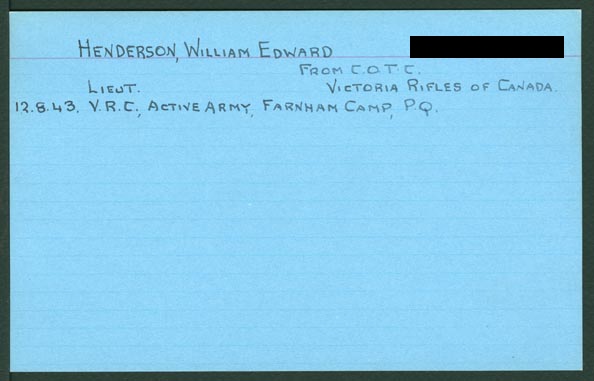 HENDERSON, WILLIAM EDWARD
FROM C.O.T.C.
LIEUT. VICTORIA RIFLES OF CANADA.
12.8.43. V.R.C., ACTIVE ARMY, FARNHAM CAMP, P.Q.